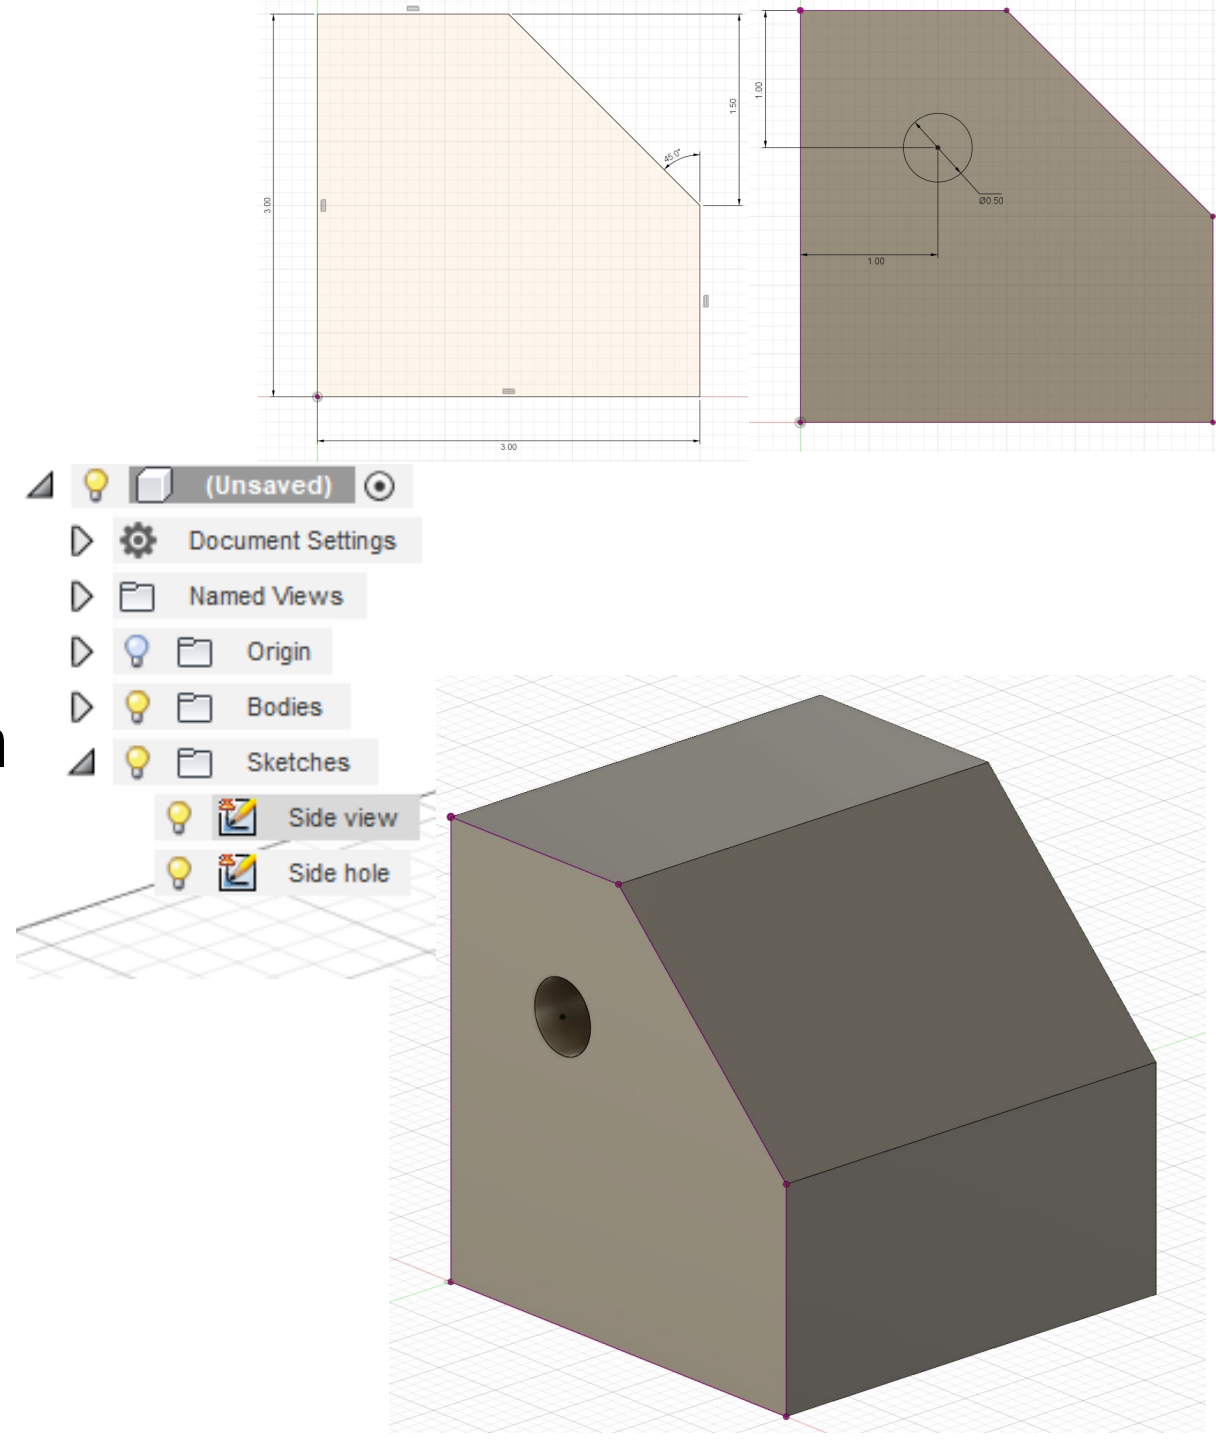 1.50
45.0°
3.00
3.00
1.00
Ø0.50
1.00
(Unsaved)
Document Settings
Named Views
Origin
Bodies
Sketches
Side view
Side hole